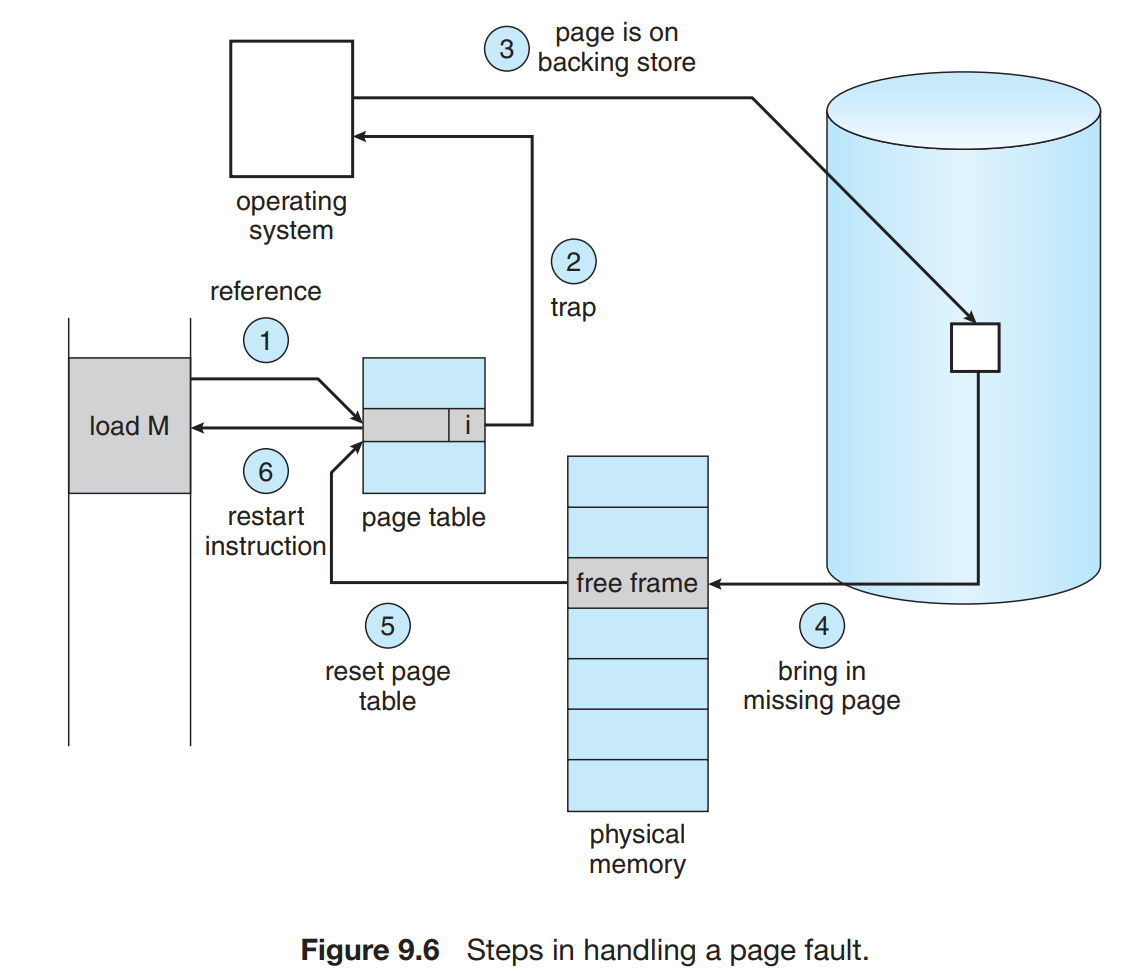 3
page is on
backing store
operating
system
2
trap
reference
1
load M
i
6
restart
instruction
page table
free frame
5
reset page
table
4
bring in
missing page
physical
memory
Figure 9.6 Steps in handling a page fault.